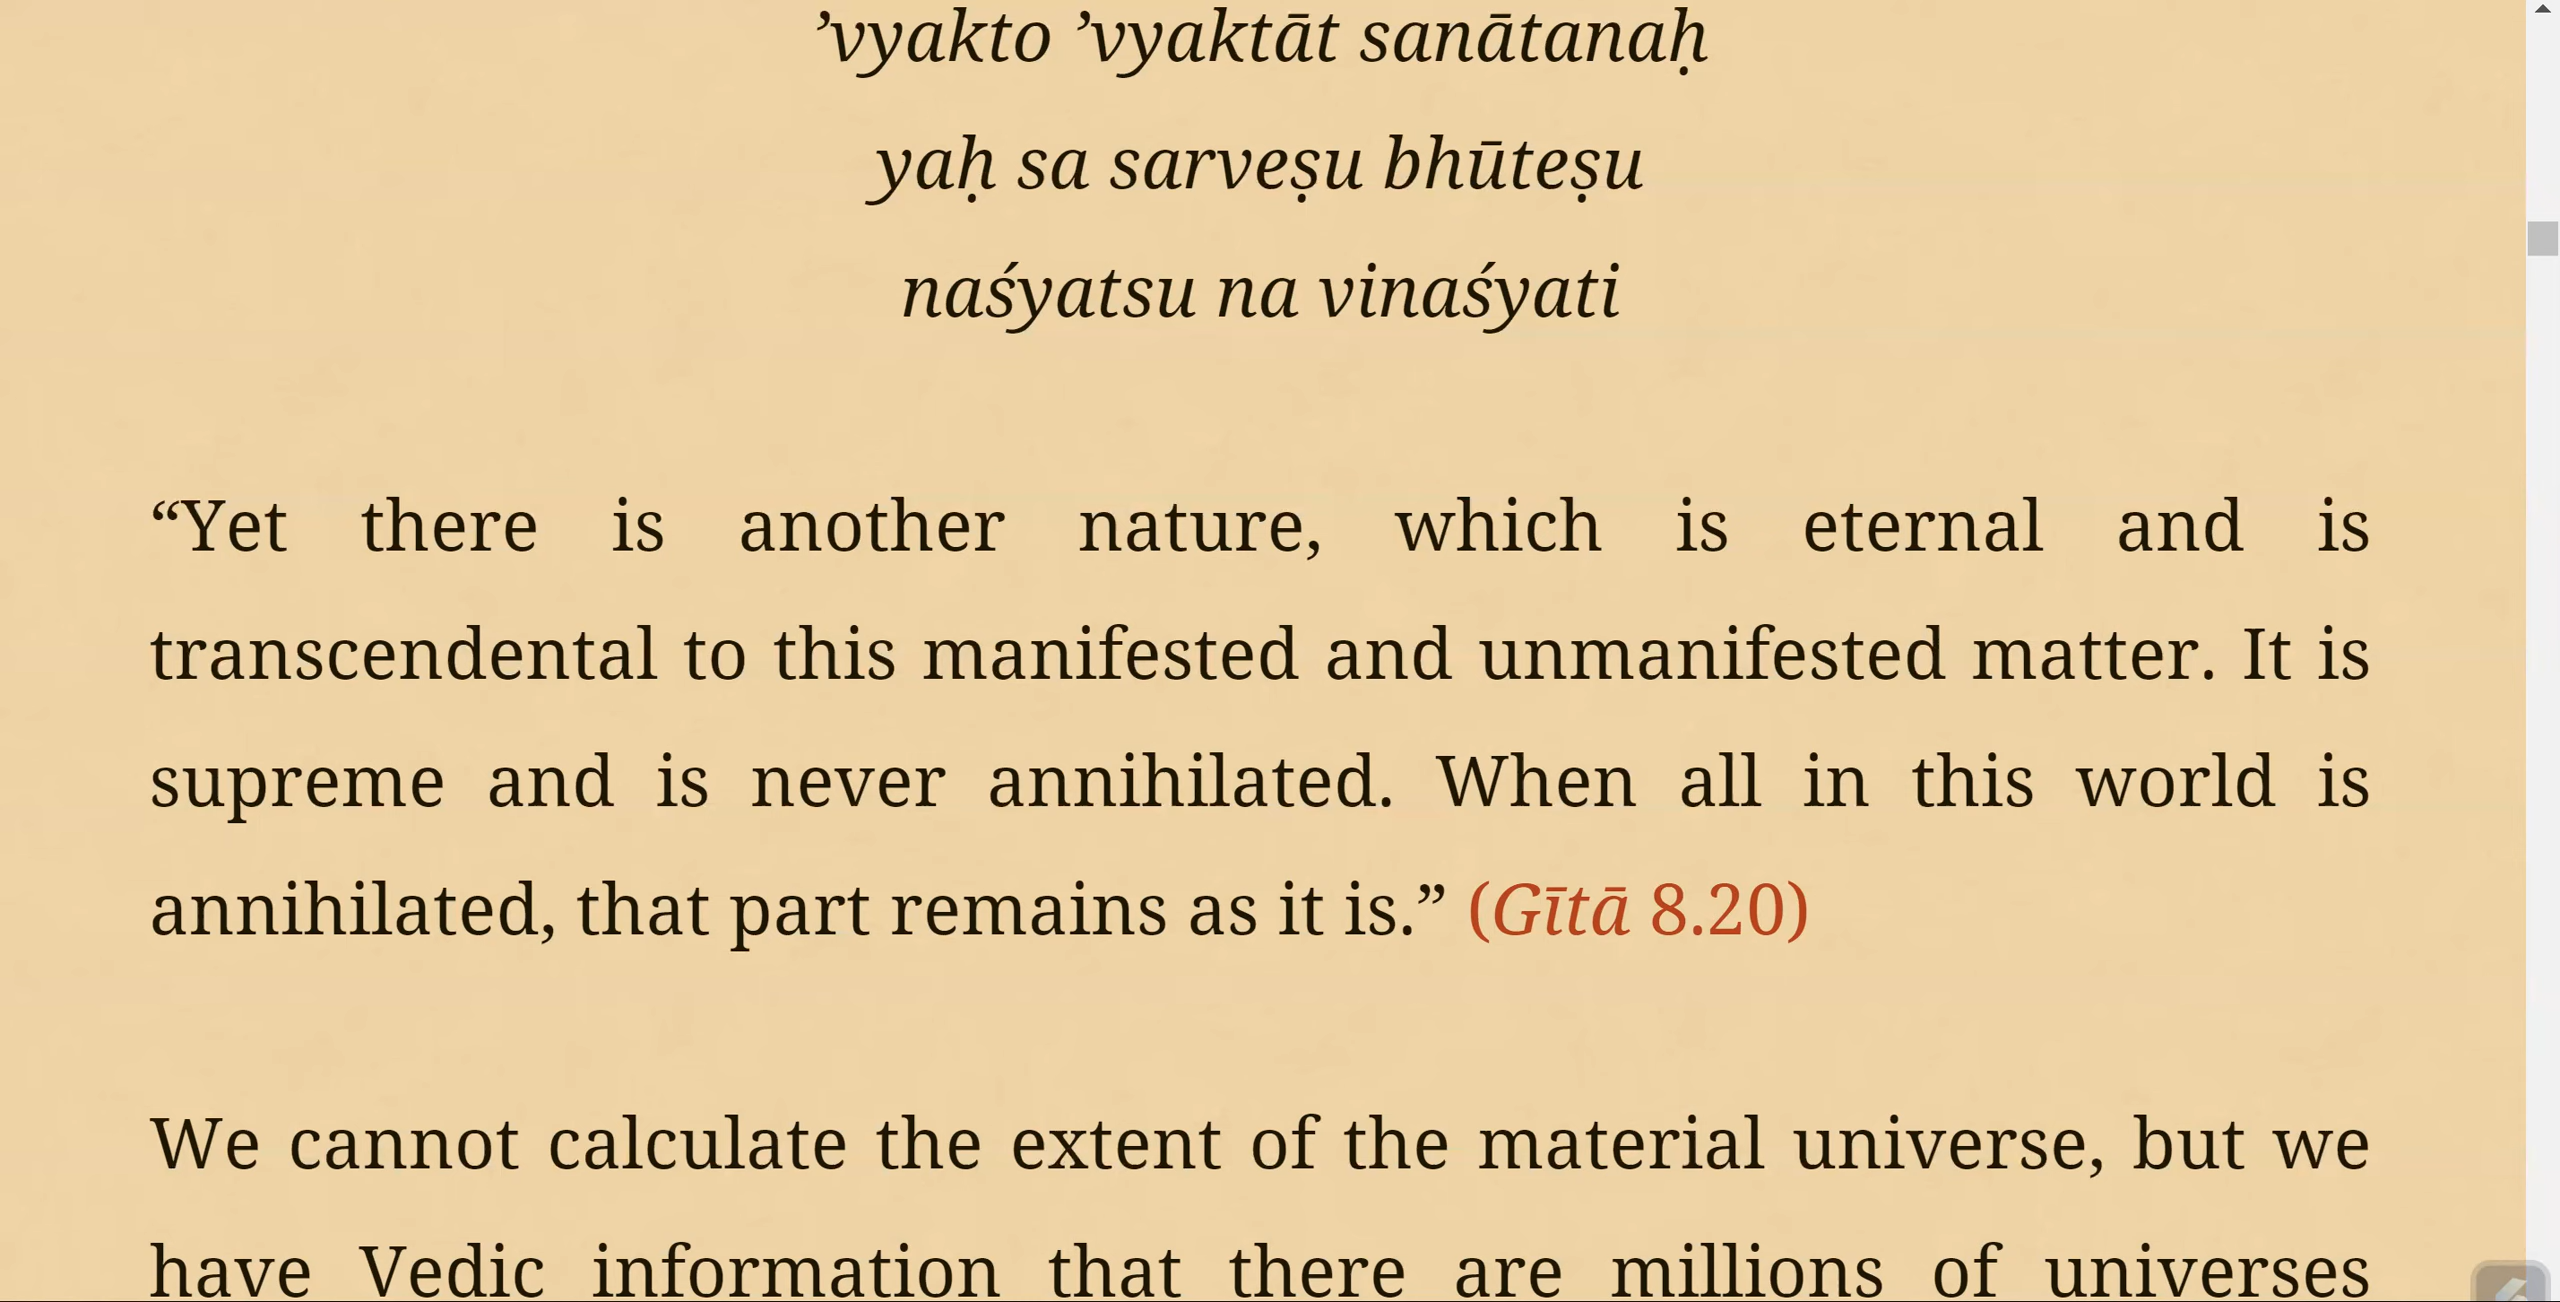 ’vyakto ’vyaktāt sanātanaḥ
yaḥ sa sarveṣu bhūteṣu
naśyatsu na vinaśyati
“Yet there is another nature, which is eternal and is
transcendental to this manifested and unmanifested matter. It is
supreme and is never annihilated. When all in this world is
annihilated, that part remains as it is.” (Gītā 8.20)
We cannot calculate the extent of the material universe, but we
have Vedic information that there are millions of universes